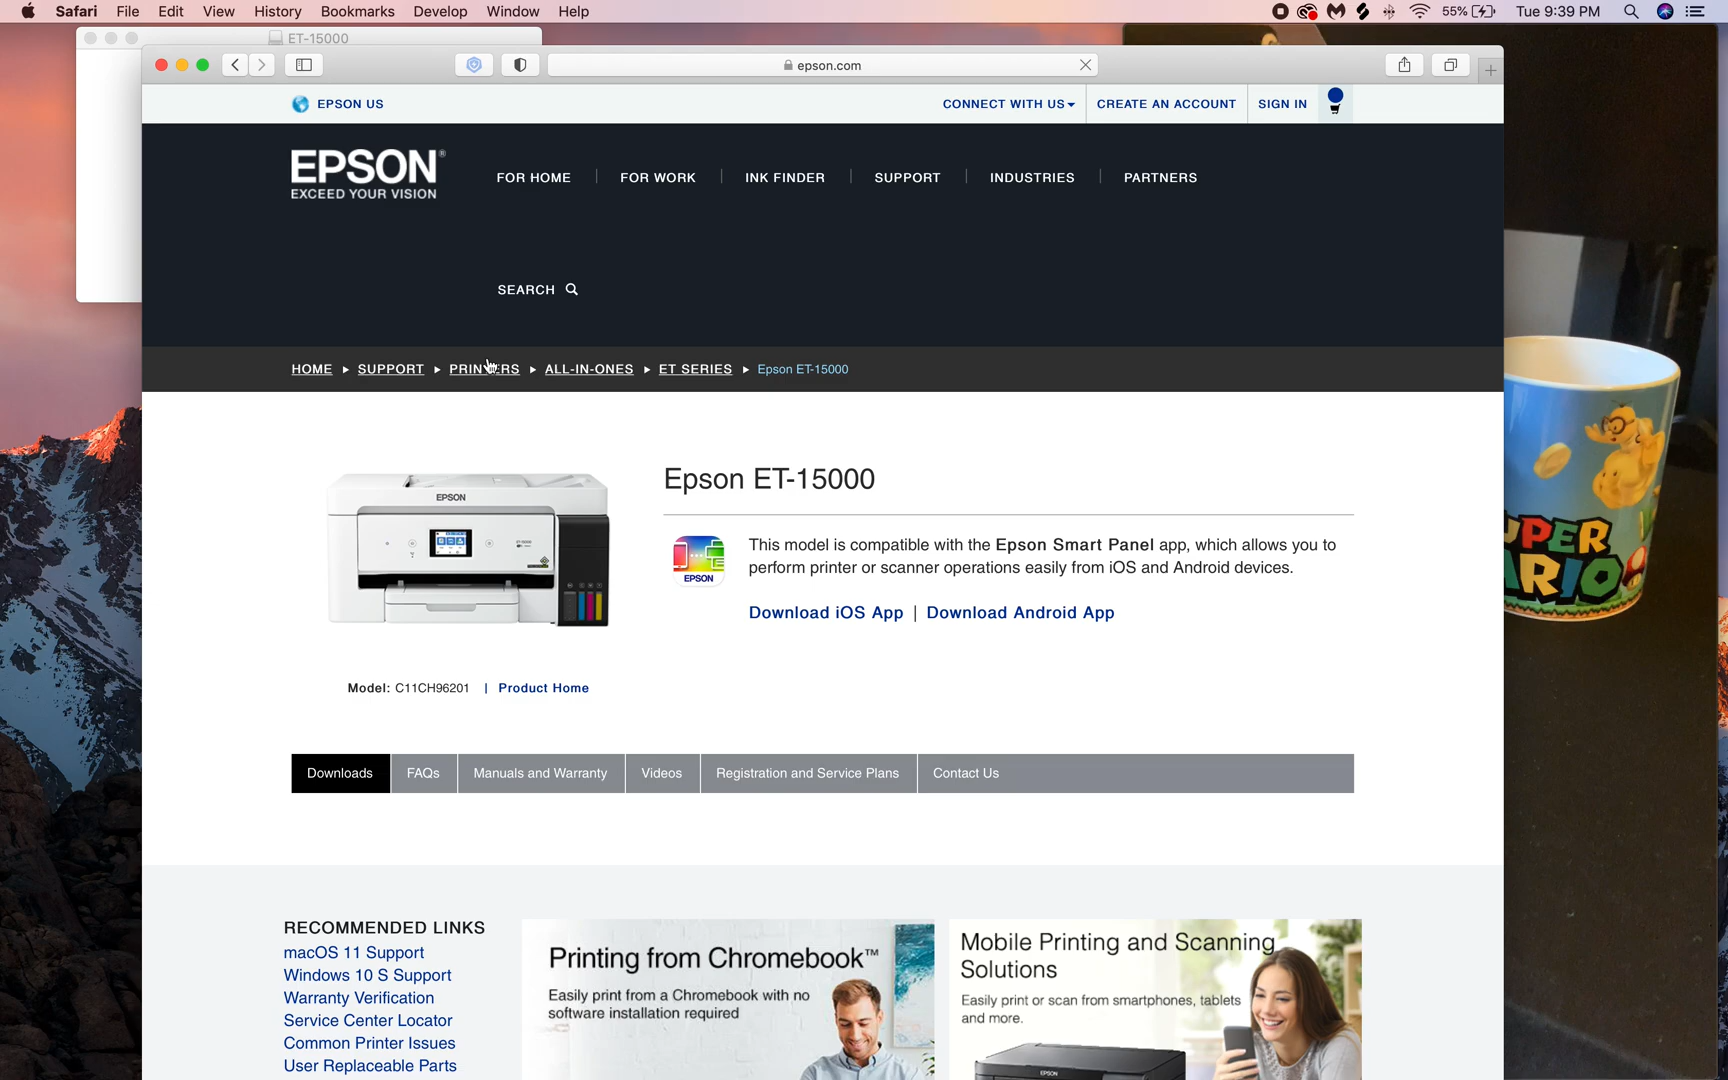 Safari File Edit View History Bookmarks Develop Window Help 55% Tue 9:39 PM
ET-15000
epson.com
EPSON US CONNECT WITH US CREATE AN ACCOUNT SIGN IN
EPSON®
EXCEED YOUR VISION
FOR HOME | FOR WORK | INK FINDER | SUPPORT | INDUSTRIES | PARTNERS
SEARCH
HOME ▸ SUPPORT ▸ PRINTERS ▸ ALL-IN-ONES ▸ ET SERIES ▸ Epson ET-15000
EPSON
Epson ET-15000
EPSON
This model is compatible with the Epson Smart Panel app, which allows you to
perform printer or scanner operations easily from iOS and Android devices.
Download iOS App | Download Android App
Model: C11CH96201 | Product Home
Downloads FAQs Manuals and Warranty Videos Registration and Service Plans Contact Us
RECOMMENDED LINKS
macOS 11 Support
Windows 10 S Support
Warranty Verification
Service Center Locator
Common Printer Issues
User Replaceable Parts
Printing from Chromebook™
Easily print from a Chromebook with no
software installation required
Mobile Printing and Scanning
Solutions
Easily print or scan from smartphones, tablets
and more.
EPSON
UPER
ARIO